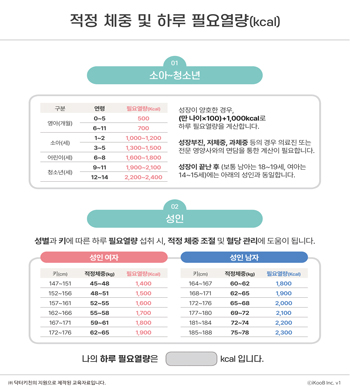 적정 체중 및 하루 필요열량(kcal)
01
소아~청소년
구분 연령 필요열량(Kcal)
영아(개월) 0~5 500
6~11 700
소아(세) 1~2 1,000~1,200
3~5 1,300~1,500
어린이(세) 6~8 1,600~1,800
청소년(세) 9~11 1,900~2,100
12~14 2,200~2,400
성장이 양호한 경우,
(만 나이×100)+1,000kcal로
하루 필요열량을 계산합니다.
성장부진, 저체중, 과체중 등의 경우 의료진 또는
전문 영양사와의 면담을 통한 계산이 필요합니다.
성장이 끝난 후 (보통 남아는 18~19세, 여아는
14~15세)에는 아래의 성인과 동일합니다.
02
성인
성별과 키에 따른 하루 필요열량 섭취 시, 적정 체중 조절 및 혈당 관리에 도움이 됩니다.
성인 여자
키(cm) 적정체중(kg) 필요열량(Kcal)
147~151 45~48 1,400
152~156 48~51 1,500
157~161 52~55 1,600
162~166 55~58 1,700
167~171 59~61 1,800
172~176 62~65 1,900
성인 남자
키(cm) 적정체중(kg) 필요열량(Kcal)
164~167 60~62 1,800
168~171 62~65 1,900
172~176 65~68 2,000
177~180 69~72 2,100
181~184 72~74 2,200
185~188 75~78 2,300
나의 하루 필요열량은 kcal 입니다.
※ 닥터키친의 지원으로 제작된 교육자료입니다.